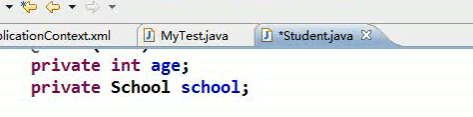 plicationContext.xml MyTest.java *Student.java
private int age;
private School school;